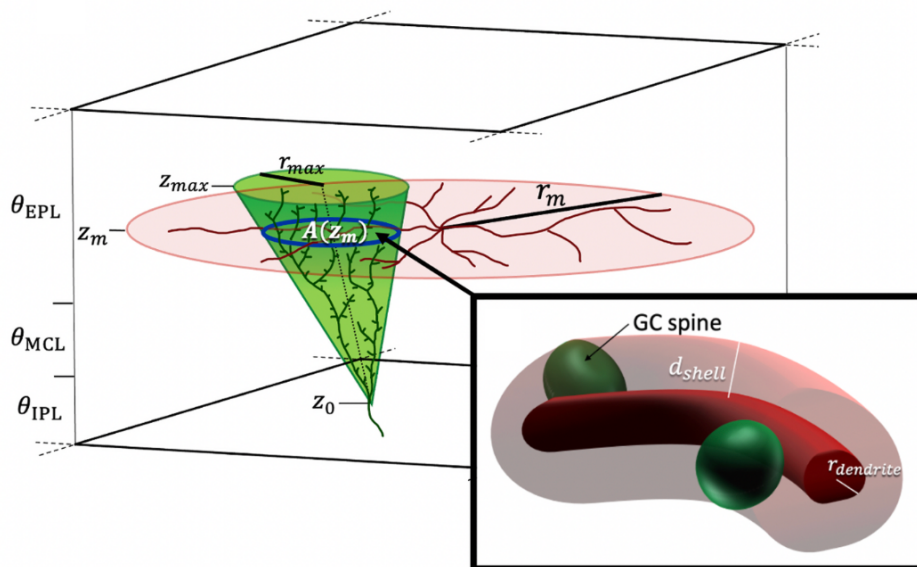 r_max
z_max
θ_EPL
r_m
z_m
A(z_m)
GC spine
θ_MCL
d_shell
θ_IPL
z_0
r_dendrite